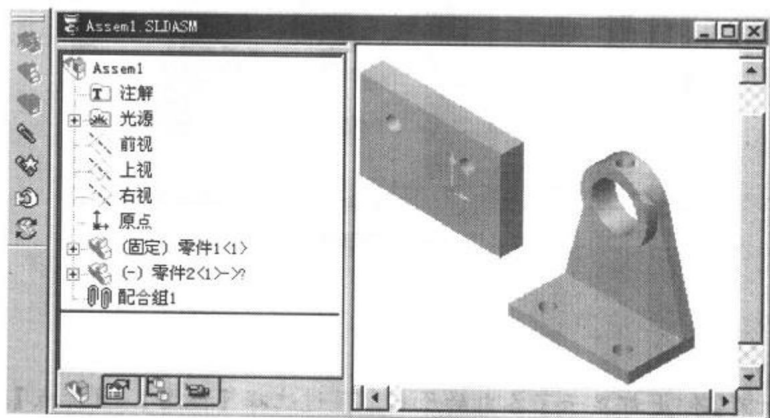 Assem1.SLDASM
Assem1
注解
光源
前视
上视
右视
原点
(固定) 零件1<1>
(-) 零件2<1>->?
配合组1